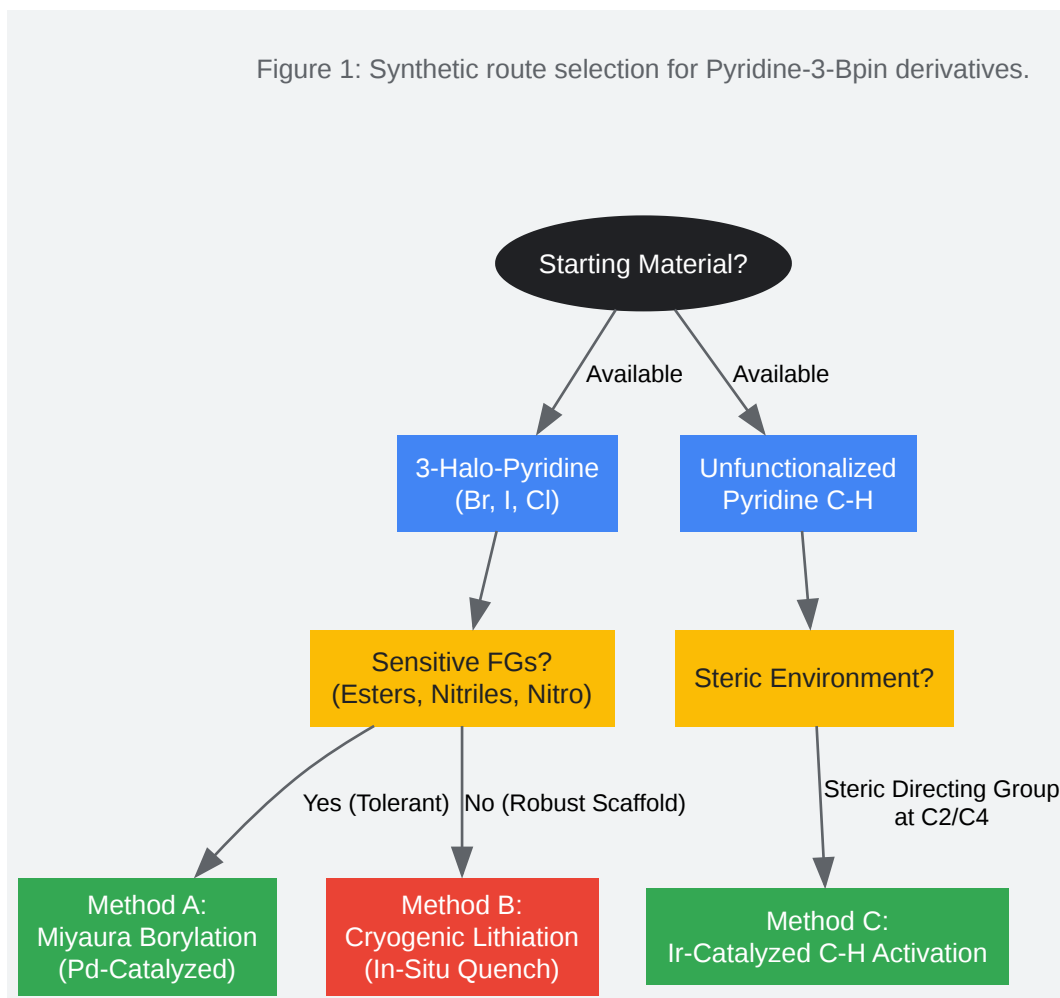 Figure 1: Synthetic route selection for Pyridine-3-Bpin derivatives.
Starting Material?
Available
Available
3-Halo-Pyridine
(Br, I, Cl)
Unfunctionalized
Pyridine C-H
Sensitive FGs?
(Esters, Nitriles, Nitro)
Steric Environment?
Yes (Tolerant)
No (Robust Scaffold)
Steric Directing Group
at C2/C4
Method A:
Miyaura Borylation
(Pd-Catalyzed)
Method B:
Cryogenic Lithiation
(In-Situ Quench)
Method C:
Ir-Catalyzed C-H Activation